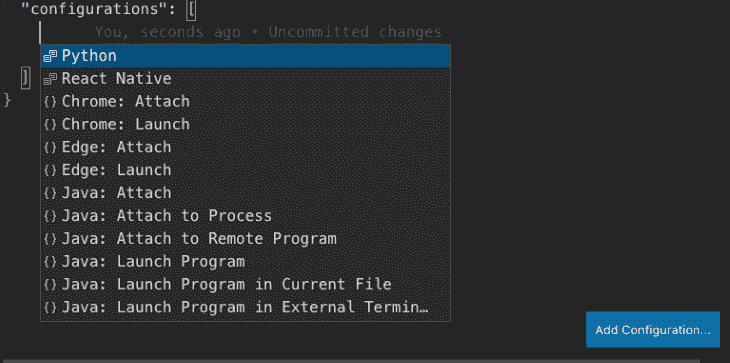 "configurations": [
You, seconds ago • Uncommitted changes
Python
] React Native
} {} Chrome: Attach
{} Chrome: Launch
{} Edge: Attach
{} Edge: Launch
{} Java: Attach
{} Java: Attach to Process
{} Java: Attach to Remote Program
{} Java: Launch Program
{} Java: Launch Program in Current File
{} Java: Launch Program in External Termin…
Add Configuration...